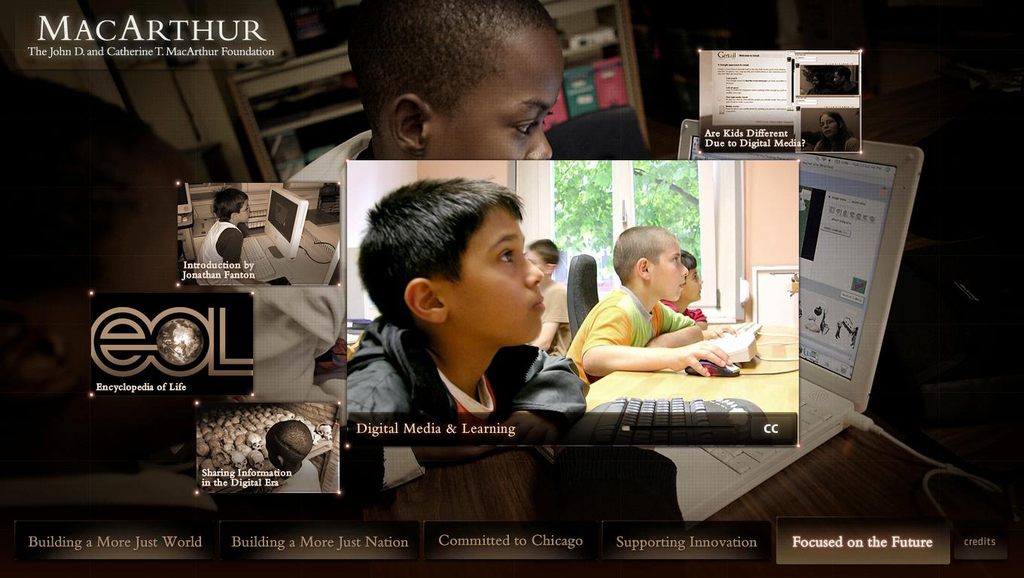 MACARTHUR
The John D. and Catherine T. MacArthur Foundation
Are Kids Different
Due to Digital Media?
Introduction by
Jonathan Fanton
eOL
Encyclopedia of Life
Sharing Information
in the Digital Era
Digital Media & Learning
CC
Building a More Just World
Building a More Just Nation
Committed to Chicago
Supporting Innovation
Focused on the Future
credits